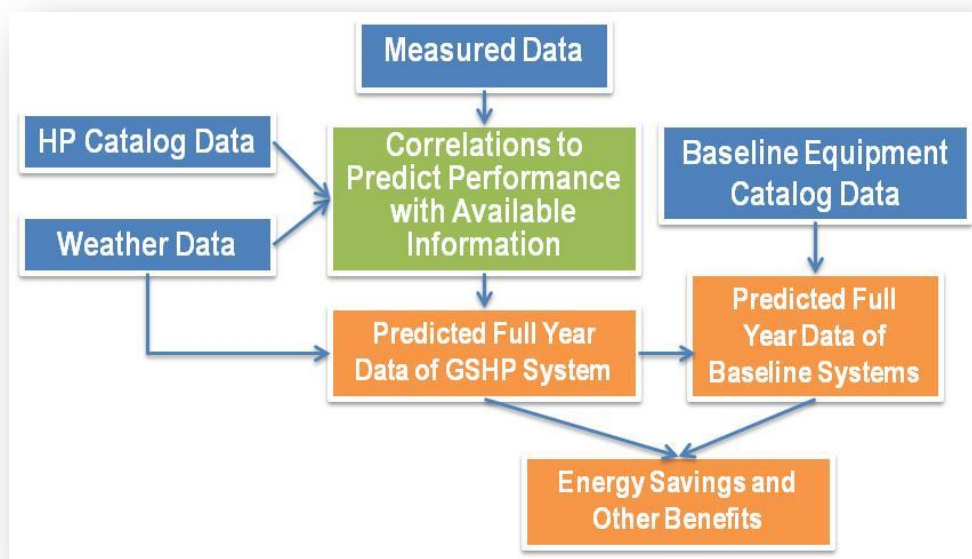 Measured Data
HP Catalog Data
Correlations to
Predict Performance
with Available
Information
Baseline Equipment
Catalog Data
Weather Data
Predicted Full Year
Data of GSHP System
Predicted Full
Year Data of
Baseline Systems
Energy Savings and
Other Benefits